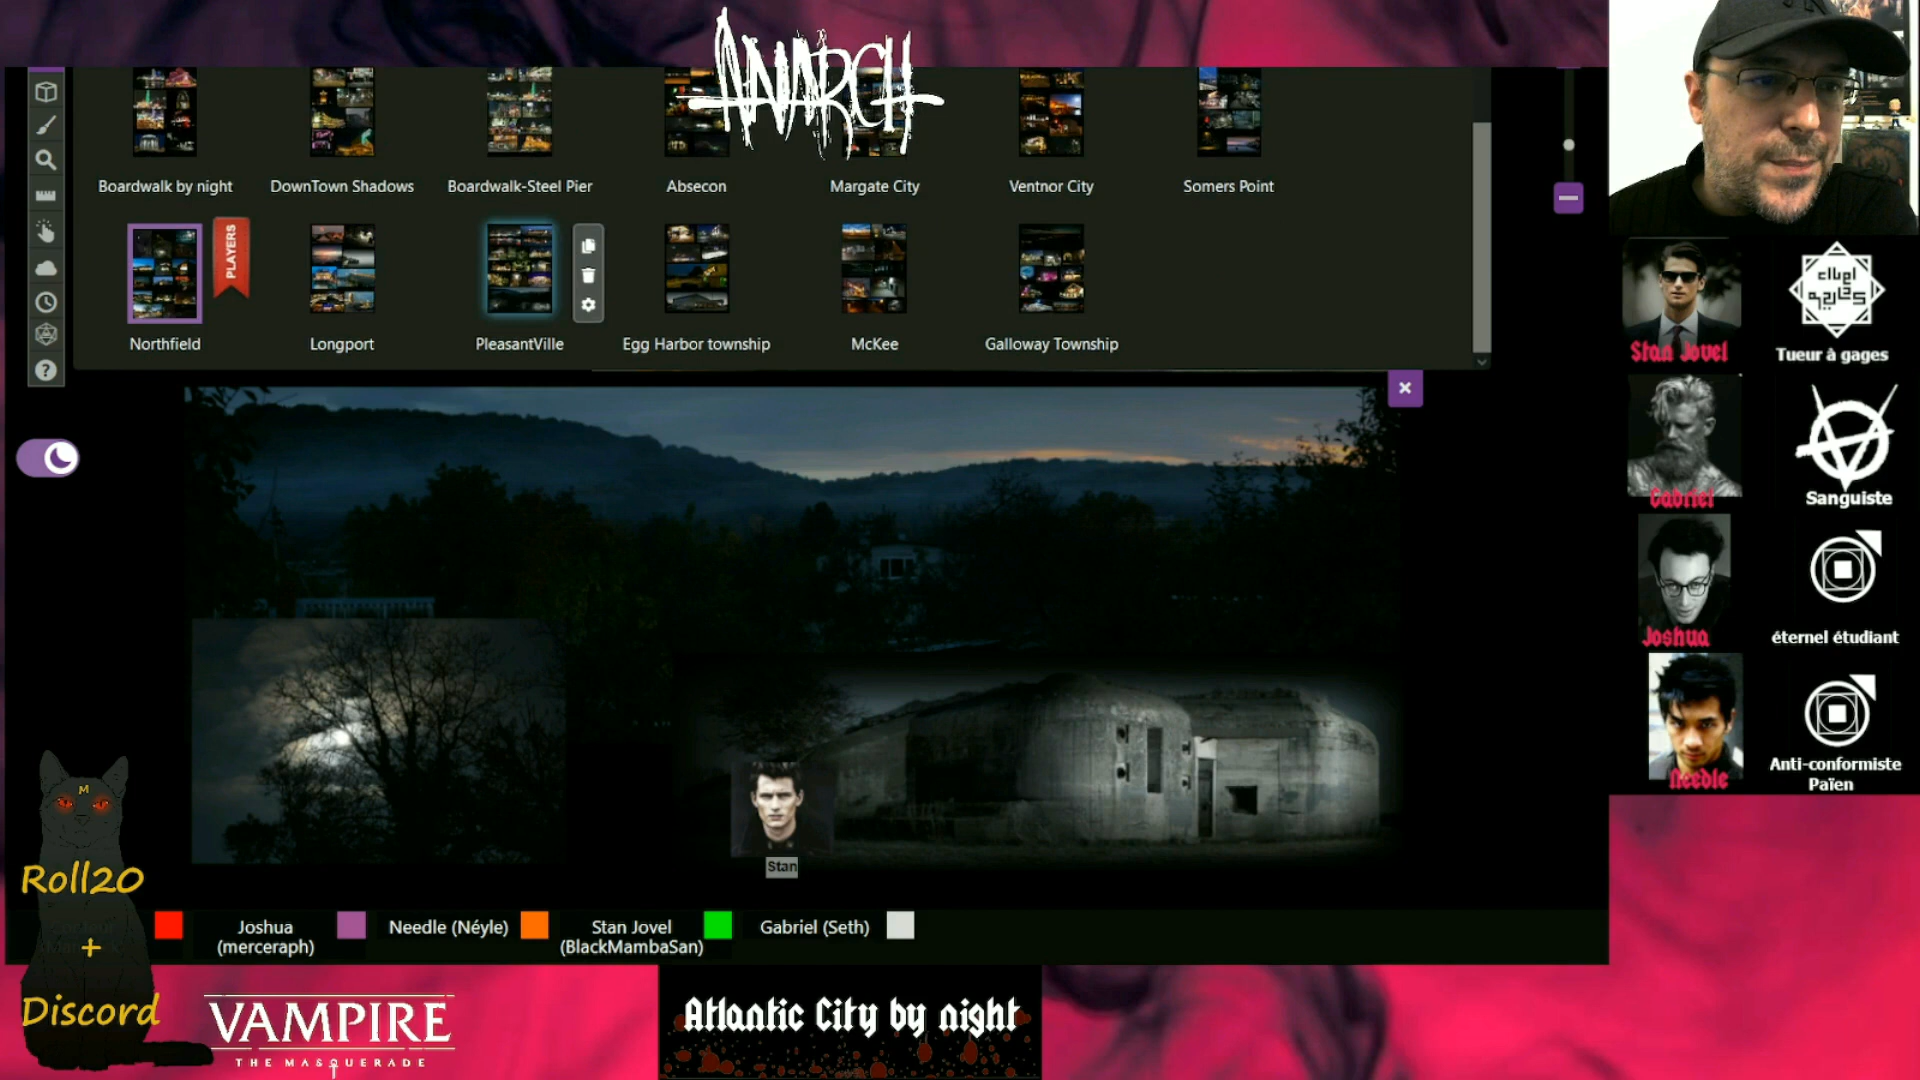 ANARCH
Boardwalk by night
DownTown Shadows
Boardwalk-Steel Pier
Absecon
Margate City
Ventnor City
Somers Point
PLAYERS
Northfield
Longport
PleasantVille
Egg Harbor township
McKee
Galloway Township
Stan Jovel
Tueur à gages
Gabriel
Sanguiste
Joshua
éternel étudiant
Needle
Anti-conformiste
Païen
Stan
M
Roll20
+
Discord
Joshua
(merceraph)
Needle (Néyle)
Stan Jovel
(BlackMambaSan)
Gabriel (Seth)
VAMPIRE
THE MASQUERADE
Atlantic City by night